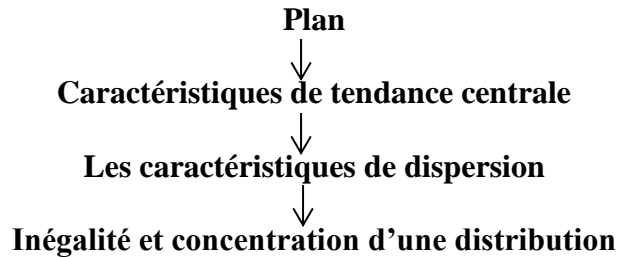 Plan
Caractéristiques de tendance centrale
Les caractéristiques de dispersion
Inégalité et concentration d’une distribution